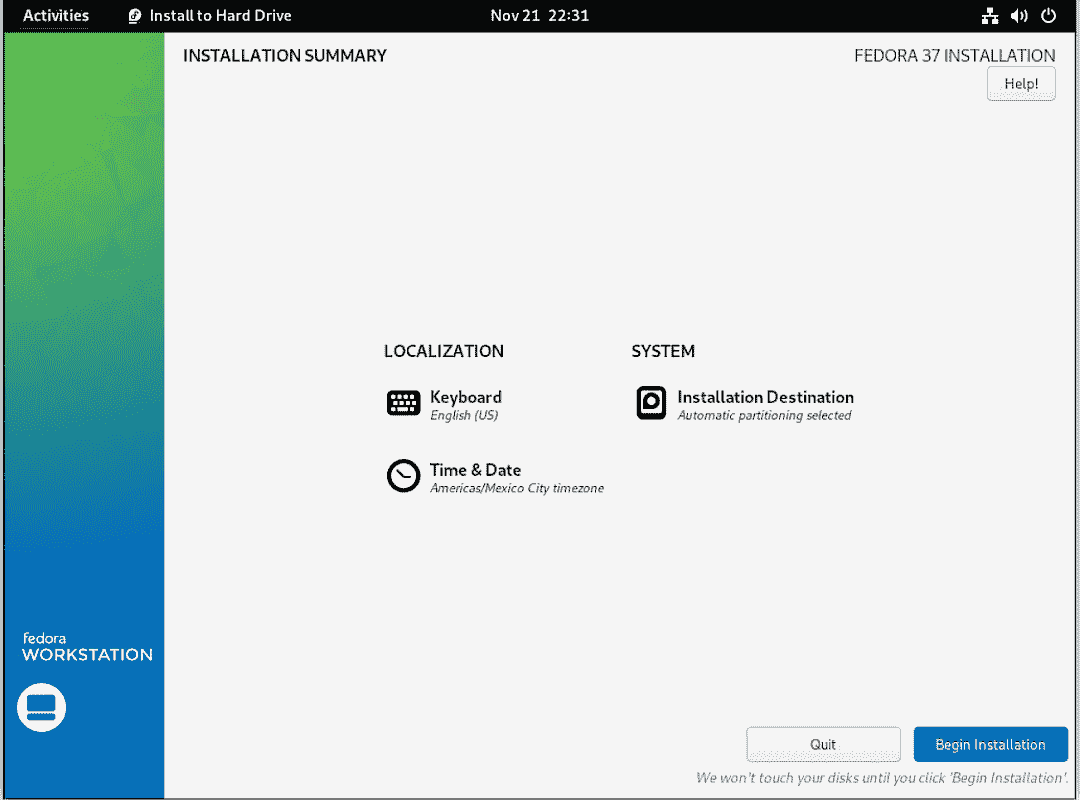 Activities Install to Hard Drive Nov 21 22:31
INSTALLATION SUMMARY
FEDORA 37 INSTALLATION
Help!
LOCALIZATION
Keyboard
English (US)
Time & Date
Americas/Mexico City timezone
SYSTEM
Installation Destination
Automatic partitioning selected
fedora
WORKSTATION
Quit
Begin Installation
We won't touch your disks until you click 'Begin Installation'.